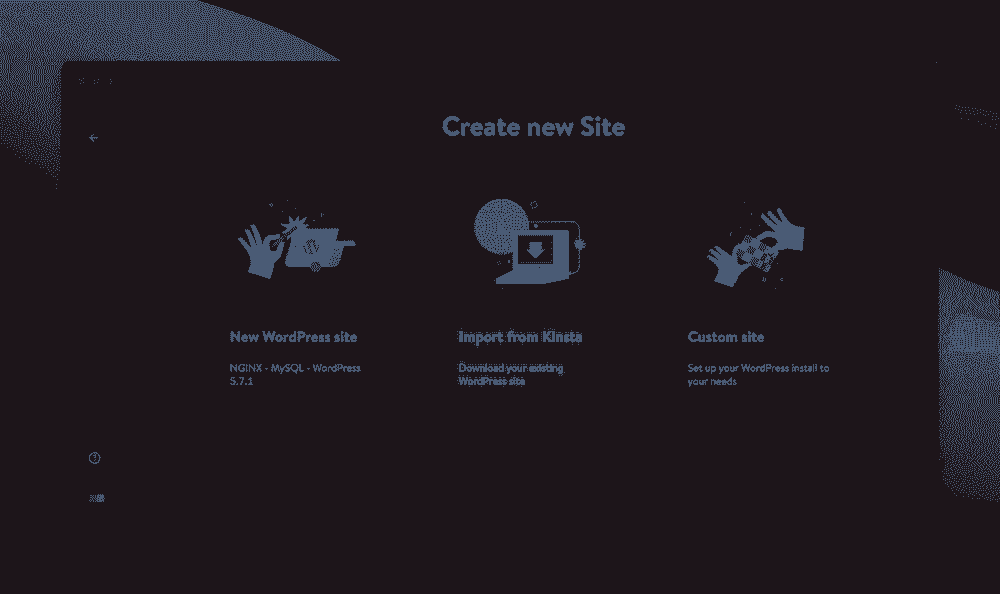 Create new Site
New WordPress site
Import from Kinsta
Custom site
NGINX - MySQL - WordPress
5.7.1
Download your existing
WordPress site
Set up your WordPress install to
your needs